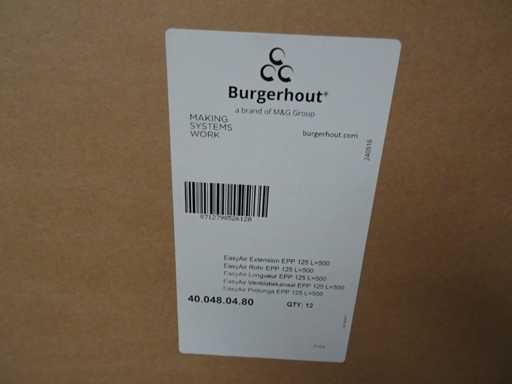 Burgerhout®
a brand of M&G Group
MAKING
SYSTEMS
WORK
burgerhout.com
240516
EasyAir Extension EPP 125 L=500
EasyAir Rohr EPP 125 L=500
EasyAir Longueur EPP 125 L=500
EasyAir Ventilatiekanaal EPP 125 L=500
EasyAir Prolunga EPP 125 L=500
40.048.04.80
QTY: 12